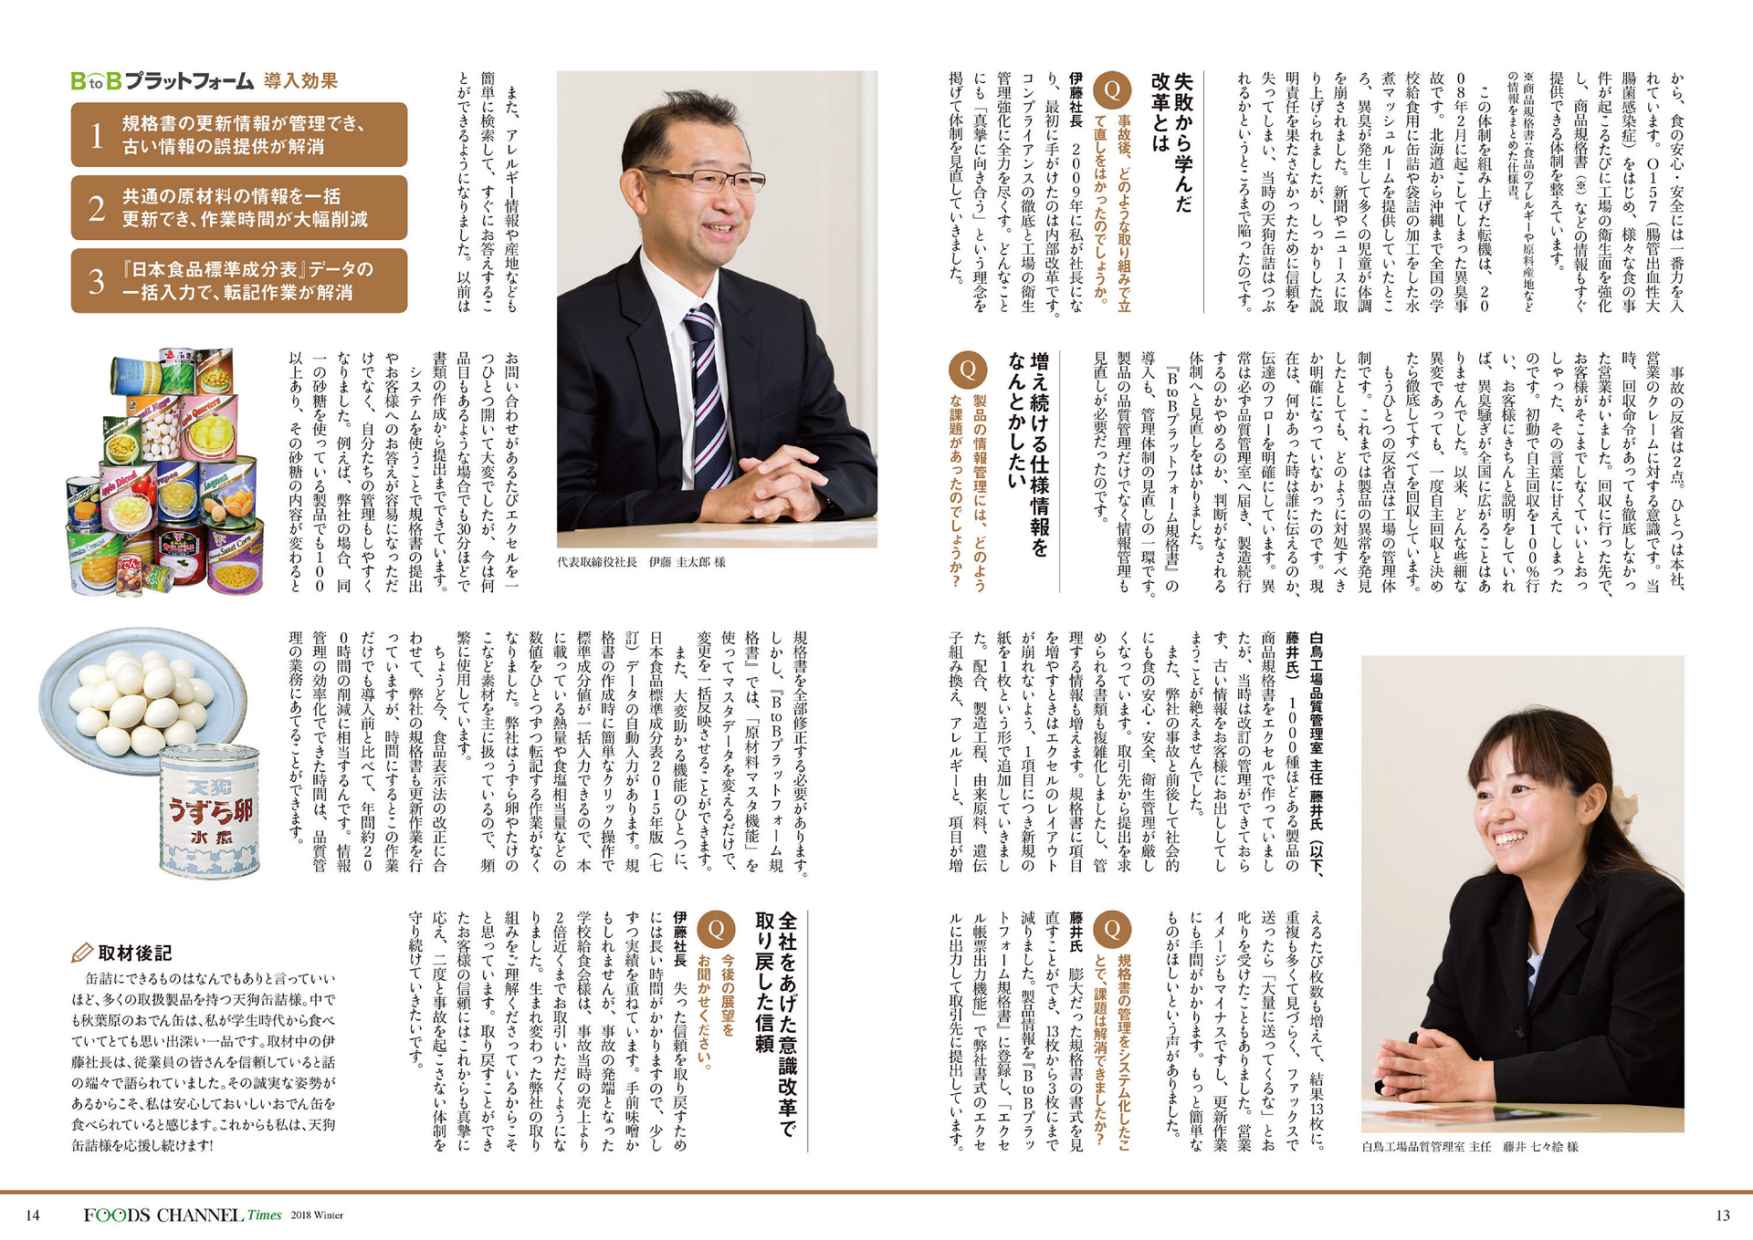 から、食の安心・安全には一番力を入
れています。O157（腸管出血性大
腸菌感染症）をはじめ、様々な食の事
件が起こるたびに工場の衛生面を強化
し、商品規格書（※）などの情報もすぐ
提供できる体制を整えています。
※商品規格書：食品のアレルギーや原料産地など
の情報をまとめた仕様書。
この体制を組み上げた転機は、20
08年2月に起こしてしまった異臭事
故です。北海道から沖縄まで全国の学
校給食用に缶詰や袋詰の加工をした水
煮マッシュルームを提供していたとこ
ろ、異臭が発生して多くの児童が体調
を崩されました。新聞やニュースに取
り上げられましたが、しっかりした説
明責任を果たさなかったために信頼を
失ってしまい、当時の天狗缶詰はつぶ
れるかというところまで陥ったのです。
失敗から学んだ
改革とは
Q 事故後、どのような取り組みで立
て直しをはかったのでしょうか。
伊藤社長　2009年に私が社長にな
り、最初に手がけたのは内部改革です。
コンプライアンスの徹底と工場の衛生
管理強化に全力を尽くす。どんなこと
にも「真摯に向き合う」という理念を
掲げて体制を見直していきました。
事故の反省は2点。ひとつは本社、
営業のクレームに対する意識です。当
時、回収命令があっても徹底しなかっ
た営業がいました。回収に行った先で、
お客様がそこまでしなくていいとおっ
しゃった、その言葉に甘えてしまった
のです。初動で自主回収を100％行
い、お客様にきちんと説明をしていれ
ば、異臭騒ぎが全国に広がることはあ
りませんでした。以来、どんな些細な
異変であっても、一度自主回収と決め
たら徹底してすべてを回収しています。
もうひとつの反省点は工場の管理体
制です。これまでは製品の異常を発見
したとしても、どのように対処すべき
か明確になっていなかったのです。現
在は、何かあった時は誰に伝えるのか、
伝達のフローを明確にしています。異
常は必ず品質管理室へ届き、製造続行
するのかやめるのか、判断がなされる
体制へと見直しをはかりました。
『BtoBプラットフォーム規格書』の
導入も、管理体制の見直しの一環です。
製品の品質管理だけでなく情報管理も
見直しが必要だったのです。
増え続ける仕様情報を
なんとかしたい
Q 製品の情報管理には、どのよう
な課題があったのでしょうか？
白鳥工場品質管理室 主任 藤井氏（以下、
藤井氏）　1000種ほどある製品の
商品規格書をエクセルで作っていまし
たが、当時は改訂の管理ができておら
ず、古い情報をお客様にお出ししてし
まうことが絶えませんでした。
また、弊社の事故と前後して社会的
にも食の安心・安全、衛生管理が厳し
くなっています。取引先から提出を求
められる書類も複雑化しましたし、管
理する情報も増えます。規格書に項目
を増やすときはエクセルのレイアウト
が崩れないよう、1項目につき新規の
紙を1枚という形で追加していきまし
た。配合、製造工程、由来原料、遺伝
子組み換え、アレルギーと、項目が増
えるたび枚数も増えて、結果13枚に。
重複も多くて見づらく、ファックスで
送ったら「大量に送ってくるな」とお
叱りを受けたこともありました。営業
イメージもマイナスですし、更新作業
にも手間がかかります。もっと簡単な
ものがほしいという声がありました。
Q 規格書の管理をシステム化したこ
とで、課題は解消できましたか？
藤井氏　膨大だった規格書の書式を見
直すことができ、13枚から3枚にまで
減りました。製品情報を『BtoBプラッ
トフォーム規格書』に登録し、「エクセ
ル帳票出力機能」で弊社書式のエクセ
ルに出力して取引先に提出しています。
白鳥工場品質管理室 主任　藤井 七々絵 様
13
代表取締役社長　伊藤 圭太郎 様
また、アレルギー情報や産地なども
簡単に検索して、すぐにお答えするこ
とができるようになりました。以前は
お問い合わせがあるたびエクセルを一
つひとつ開いて大変でしたが、今は何
品目もあるような場合でも30分ほどで
書類の作成から提出までできています。
システムを使うことで規格書の提出
やお客様へのお答えが容易になっただ
けでなく、自分たちの管理もしやすく
なりました。例えば、弊社の場合、同
一の砂糖を使っている製品でも100
以上あり、その砂糖の内容が変わると
規格書を全部修正する必要があります。
しかし、『BtoBプラットフォーム規
格書』では、「原材料マスタ機能」を
使ってマスタデータを変えるだけで、
変更を一括反映させることができます。
また、大変助かる機能のひとつに、
日本食品標準成分表2015年版（七
訂）データの自動入力があります。規
格書の作成時に簡単なクリック操作で
標準成分値が一括入力できるので、本
に載っている熱量や食塩相当量などの
数値をひとつずつ転記する作業がなく
なりました。弊社はうずら卵やたけの
こなど素材を主に扱っているので、頻
繁に使用しています。
ちょうど今、食品表示法の改正に合
わせて、弊社の規格書も更新作業を行
っていますが、時間にするとこの作業
だけでも導入前と比べて、年間約20
0時間の削減に相当するんです。情報
管理の効率化でできた時間は、品質管
理の業務にあてることができます。
全社をあげた意識改革で
取り戻した信頼
Q 今後の展望を
お聞かせください。
伊藤社長　失った信頼を取り戻すため
には長い時間がかかりますので、少し
ずつ実績を重ねています。手前味噌か
もしれませんが、事故の発端となった
学校給食会様は、事故当時の売上より
2倍近くまでお取引いただくようにな
りました。生まれ変わった弊社の取り
組みをご理解くださっているからこそ
と思っています。取り戻すことができ
たお客様の信頼にはこれからも真摯に
応え、二度と事故を起こさない体制を
守り続けていきたいです。
BtoBプラットフォーム 導入効果
1 規格書の更新情報が管理でき、
古い情報の誤提供が解消
2 共通の原材料の情報を一括
更新でき、作業時間が大幅削減
3 『日本食品標準成分表』データの
一括入力で、転記作業が解消
天狗
うずら卵
水煮
取材後記
缶詰にできるものはなんでもありと言っていい
ほど、多くの取扱製品を持つ天狗缶詰様。中で
も秋葉原のおでん缶は、私が学生時代から食べ
ていてとても思い出深い一品です。取材中の伊
藤社長は、従業員の皆さんを信頼していると話
の端々で語られていました。その誠実な姿勢が
あるからこそ、私は安心しておいしいおでん缶を
食べられていると感じます。これからも私は、天狗
缶詰様を応援し続けます！
14
FOODS CHANNEL Times 2018 Winter